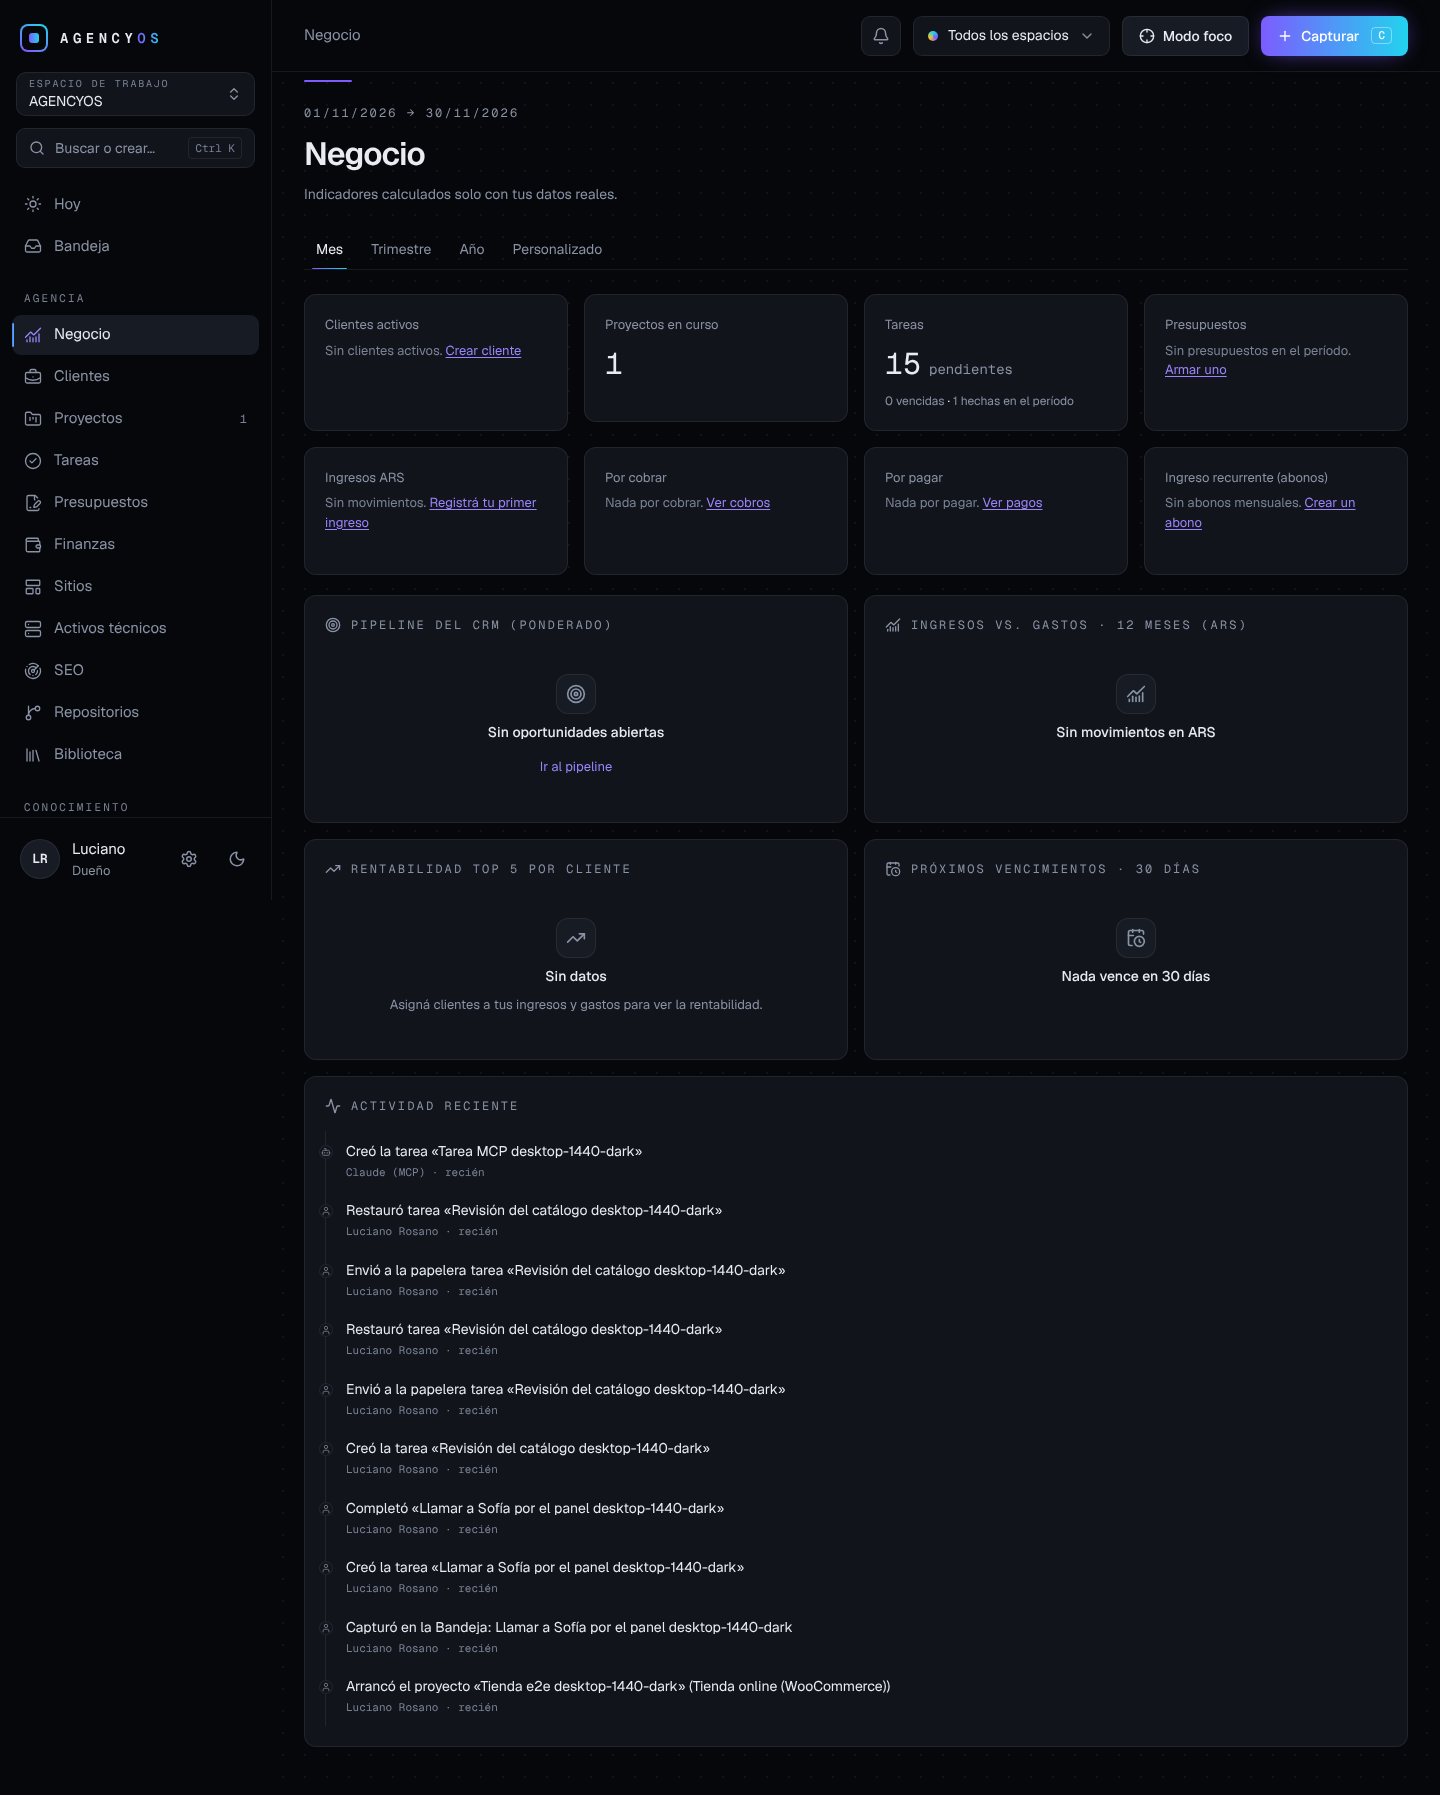 AGENCYOS
ESPACIO DE TRABAJO
AGENCYOS
Buscar o crear...
Ctrl K
Hoy
Bandeja
AGENCIA
Negocio
Clientes
Proyectos
1
Tareas
Presupuestos
Finanzas
Sitios
Activos técnicos
SEO
Repositorios
Biblioteca
CONOCIMIENTO
LR
Luciano
Dueño
Negocio
Todos los espacios
Modo foco
Capturar
C
01/11/2026 → 30/11/2026
Negocio
Indicadores calculados solo con tus datos reales.
Mes
Trimestre
Año
Personalizado
Clientes activos
Sin clientes activos. Crear cliente
Proyectos en curso
1
Tareas
15 pendientes
0 vencidas · 1 hechas en el período
Presupuestos
Sin presupuestos en el período.
Armar uno
Ingresos ARS
Sin movimientos. Registrá tu primer
ingreso
Por cobrar
Nada por cobrar. Ver cobros
Por pagar
Nada por pagar. Ver pagos
Ingreso recurrente (abonos)
Sin abonos mensuales. Crear un
abono
PIPELINE DEL CRM (PONDERADO)
Sin oportunidades abiertas
Ir al pipeline
INGRESOS VS. GASTOS · 12 MESES (ARS)
Sin movimientos en ARS
RENTABILIDAD TOP 5 POR CLIENTE
Sin datos
Asigná clientes a tus ingresos y gastos para ver la rentabilidad.
PRÓXIMOS VENCIMIENTOS · 30 DÍAS
Nada vence en 30 días
ACTIVIDAD RECIENTE
Creó la tarea «Tarea MCP desktop-1440-dark»
Claude (MCP) · recién
Restauró tarea «Revisión del catálogo desktop-1440-dark»
Luciano Rosano · recién
Envió a la papelera tarea «Revisión del catálogo desktop-1440-dark»
Luciano Rosano · recién
Restauró tarea «Revisión del catálogo desktop-1440-dark»
Luciano Rosano · recién
Envió a la papelera tarea «Revisión del catálogo desktop-1440-dark»
Luciano Rosano · recién
Creó la tarea «Revisión del catálogo desktop-1440-dark»
Luciano Rosano · recién
Completó «Llamar a Sofía por el panel desktop-1440-dark»
Luciano Rosano · recién
Creó la tarea «Llamar a Sofía por el panel desktop-1440-dark»
Luciano Rosano · recién
Capturó en la Bandeja: Llamar a Sofía por el panel desktop-1440-dark
Luciano Rosano · recién
Arrancó el proyecto «Tienda e2e desktop-1440-dark» (Tienda online (WooCommerce))
Luciano Rosano · recién